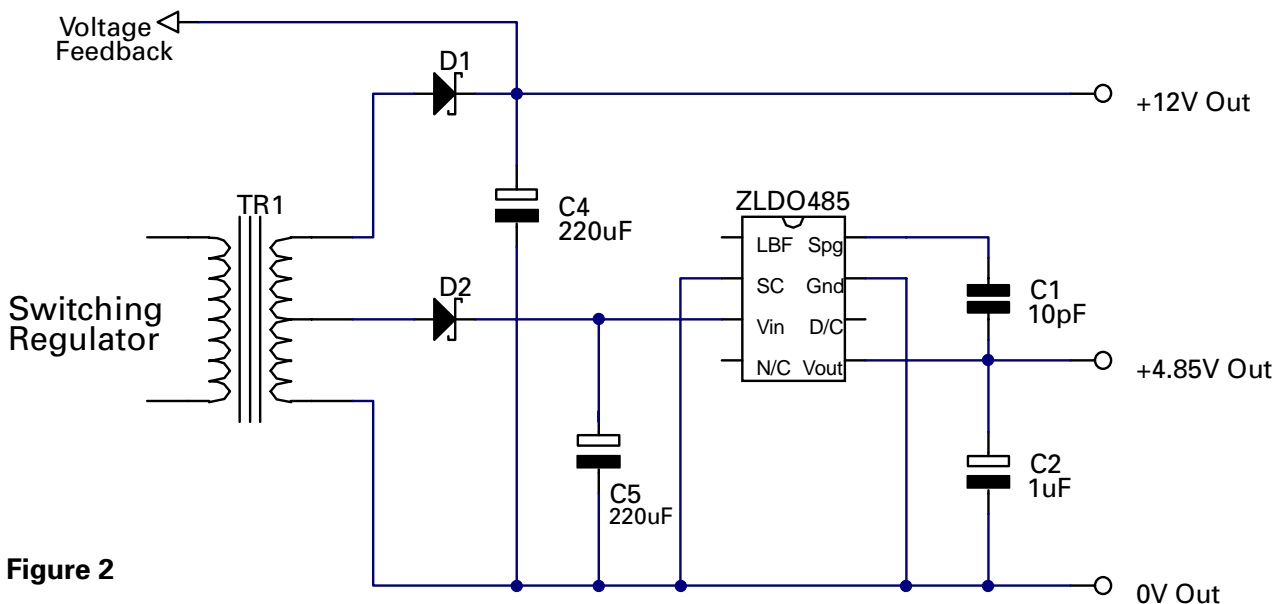 Voltage
Feedback
D1
+12V Out
TR1
C4
220uF
ZLDO485
LBF Spg
SC Gnd
Vin D/C
N/C Vout
D2
C1
10pF
Switching
Regulator
+4.85V Out
C2
1uF
C5
220uF
Figure 2
0V Out